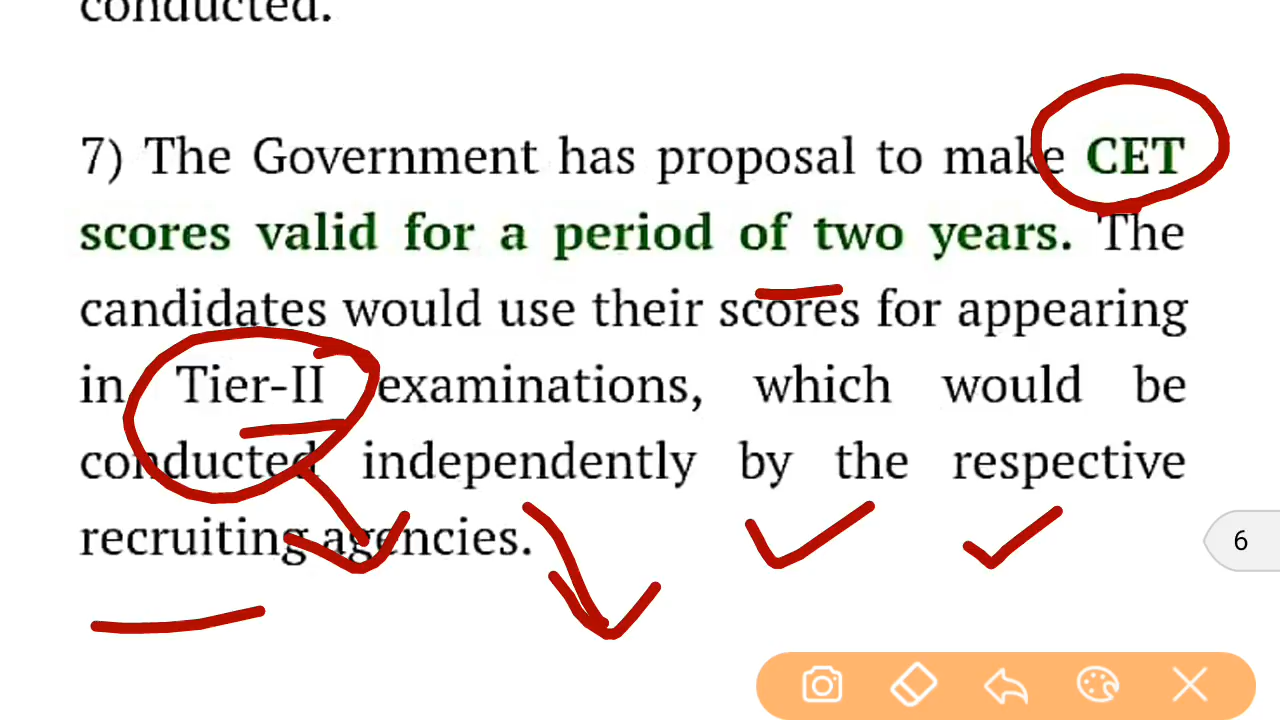 conducted.
7) The Government has proposal to make CET
scores valid for a period of two years. The
candidates would use their scores for appearing
in Tier-II examinations, which would be
conducted independently by the respective
recruiting agencies.
6